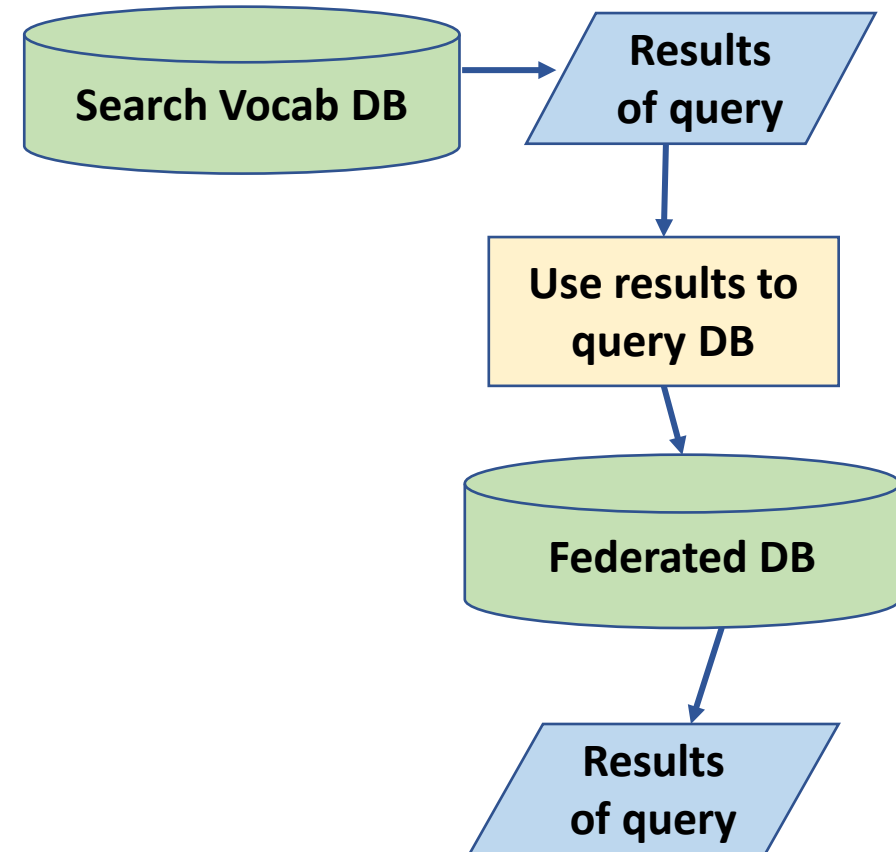 Search Vocab DB
Results
of query
Use results to
query DB
Federated DB
Results
of query